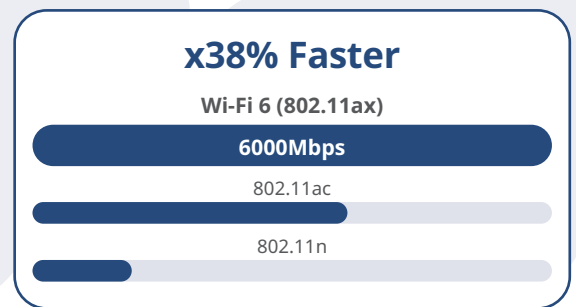 x38% Faster
Wi-Fi 6 (802.11ax)
6000Mbps
802.11ac
802.11n